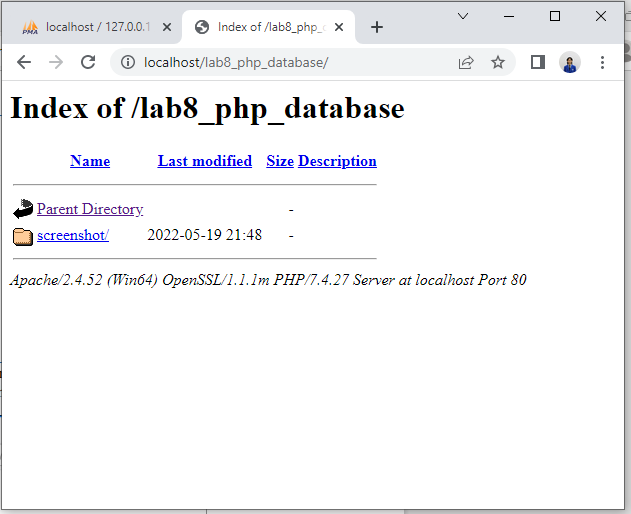 PMA localhost / 127.0.0.1
Index of /lab8_php_d
localhost/lab8_php_database/
Index of /lab8_php_database
Name Last modified Size Description
Parent Directory -
screenshot/ 2022-05-19 21:48 -
Apache/2.4.52 (Win64) OpenSSL/1.1.1m PHP/7.4.27 Server at localhost Port 80